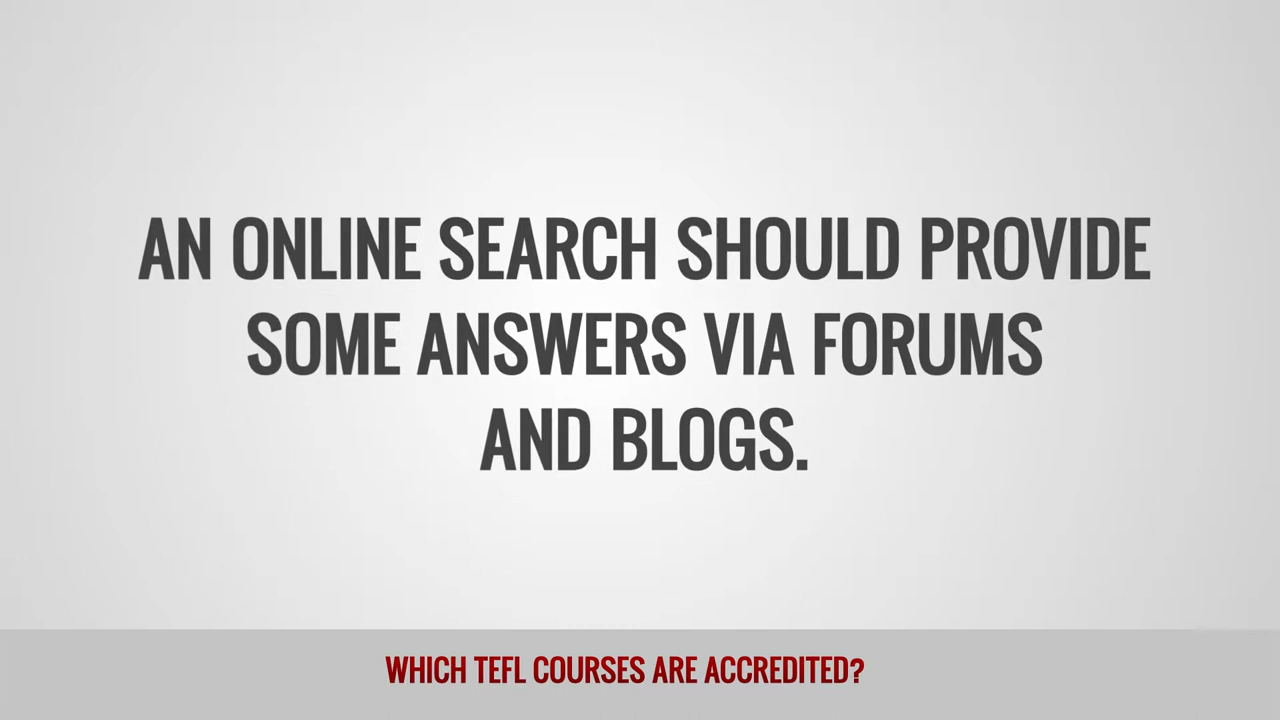 AN ONLINE SEARCH SHOULD PROVIDE
SOME ANSWERS VIA FORUMS
AND BLOGS.
WHICH TEFL COURSES ARE ACCREDITED?